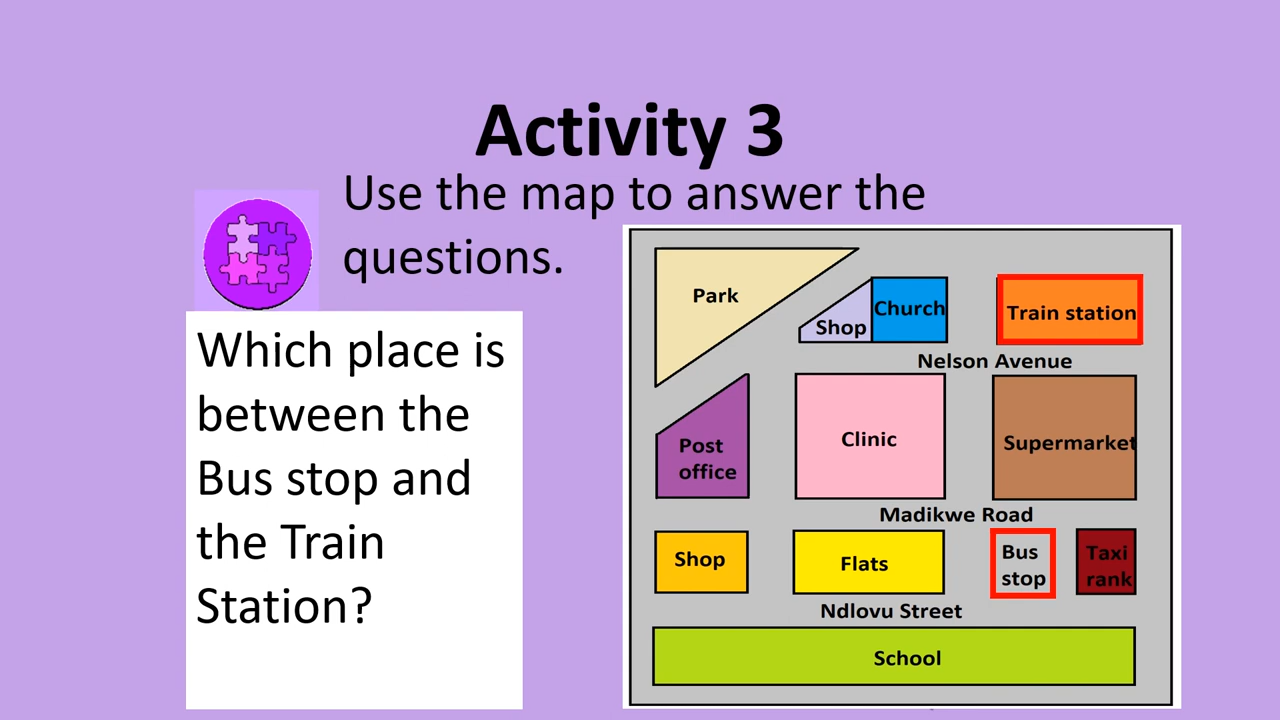 Activity 3
Use the map to answer the
questions.
Which place is
between the
Bus stop and
the Train
Station?
Park
Shop
Church
Train station
Nelson Avenue
Post
office
Clinic
Supermarket
Madikwe Road
Shop
Flats
Bus
stop
Taxi
rank
Ndlovu Street
School